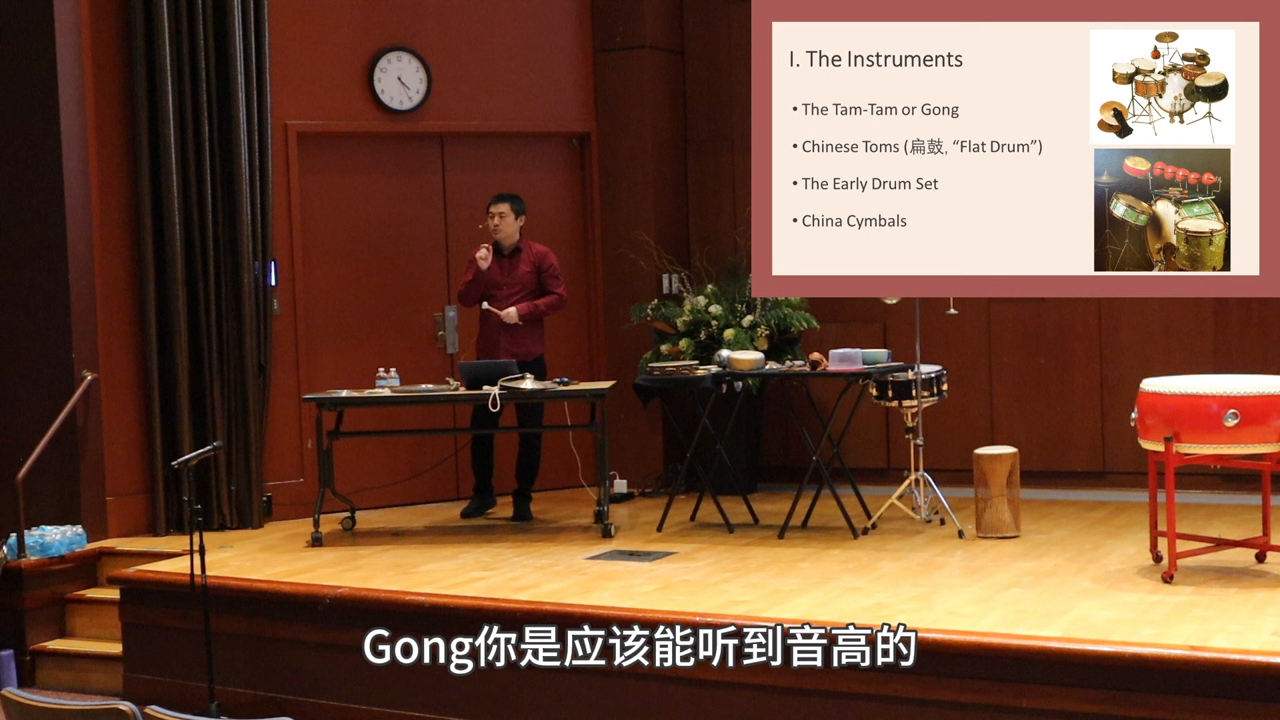 I. The Instruments
• The Tam-Tam or Gong
• Chinese Toms (扁鼓, “Flat Drum”)
• The Early Drum Set
• China Cymbals
Gong你是应该能听到音高的